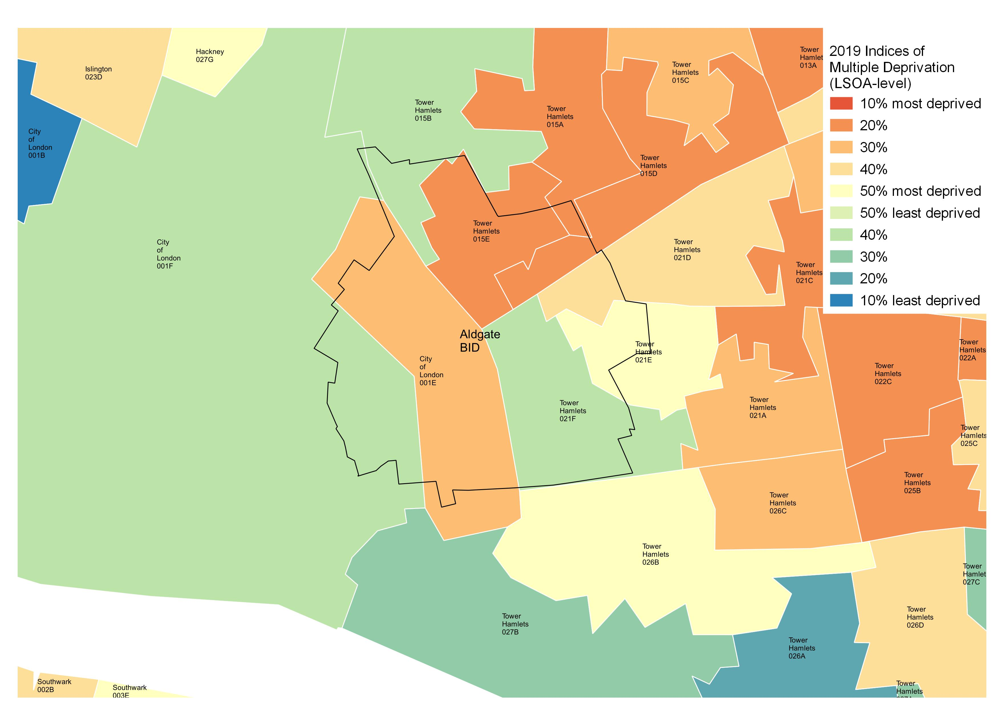 Hackney
027G
Islington
023D
City
of
London
001B
City
of
London
001F
Tower
Hamlets
015B
Tower
Hamlets
015A
Tower
Hamlets
015C
Tower
Hamlet
013A
Tower
Hamlets
015D
Tower
Hamlets
015E
Tower
Hamlets
021D
Tower
Hamlets
021C
2019 Indices of
Multiple Deprivation
(LSOA-level)
10% most deprived
20%
30%
40%
50% most deprived
50% least deprived
40%
30%
20%
10% least deprived
Aldgate
BID
City
of
London
001E
Tower
Hamlets
021E
Tower
Hamlets
021F
Tower
Hamlets
021A
Tower
Hamlets
022C
Tower
Hamlets
022A
Tower
Hamlets
025C
Tower
Hamlets
025B
Tower
Hamlets
026C
Tower
Hamlets
026B
Tower
Hamlet
027C
Tower
Hamlets
026D
Tower
Hamlets
027B
Tower
Hamlets
026A
Southwark
002B
Southwark
003E
Tower
Hamlets